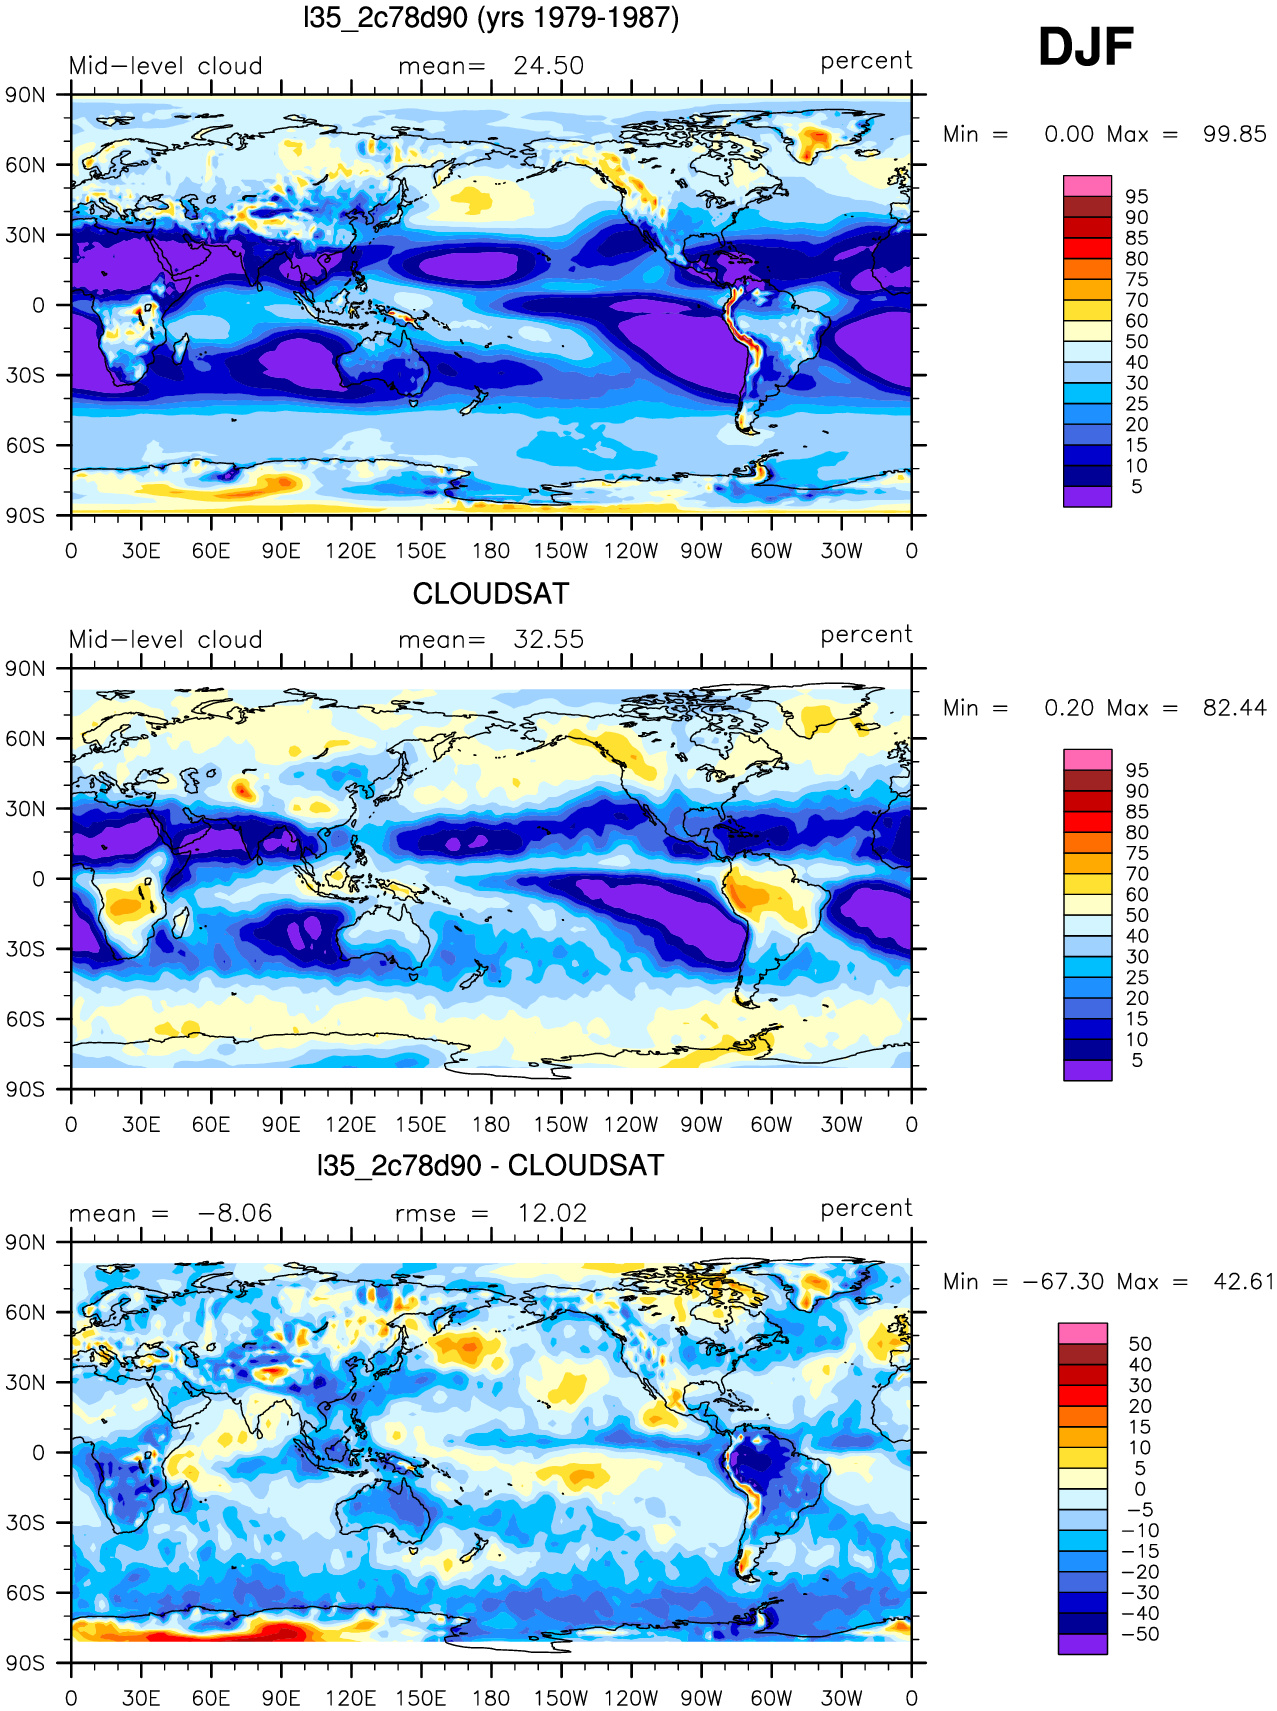 l35_2c78d90 (yrs 1979-1987)
DJF
Mid-level cloud mean= 24.50 percent
Min = 0.00 Max = 99.85
90N
60N
30N
0
30S
60S
90S
0 30E 60E 90E 120E 150E 180 150W 120W 90W 60W 30W 0
95
90
85
80
75
70
60
50
40
30
25
20
15
10
5
CLOUDSAT
Mid-level cloud mean= 32.55 percent
Min = 0.20 Max = 82.44
90N
60N
30N
0
30S
60S
90S
0 30E 60E 90E 120E 150E 180 150W 120W 90W 60W 30W 0
95
90
85
80
75
70
60
50
40
30
25
20
15
10
5
l35_2c78d90 - CLOUDSAT
mean = -8.06 rmse = 12.02 percent
Min = -67.30 Max = 42.61
90N
60N
30N
0
30S
60S
90S
0 30E 60E 90E 120E 150E 180 150W 120W 90W 60W 30W 0
50
40
30
20
15
10
5
0
-5
-10
-15
-20
-30
-40
-50